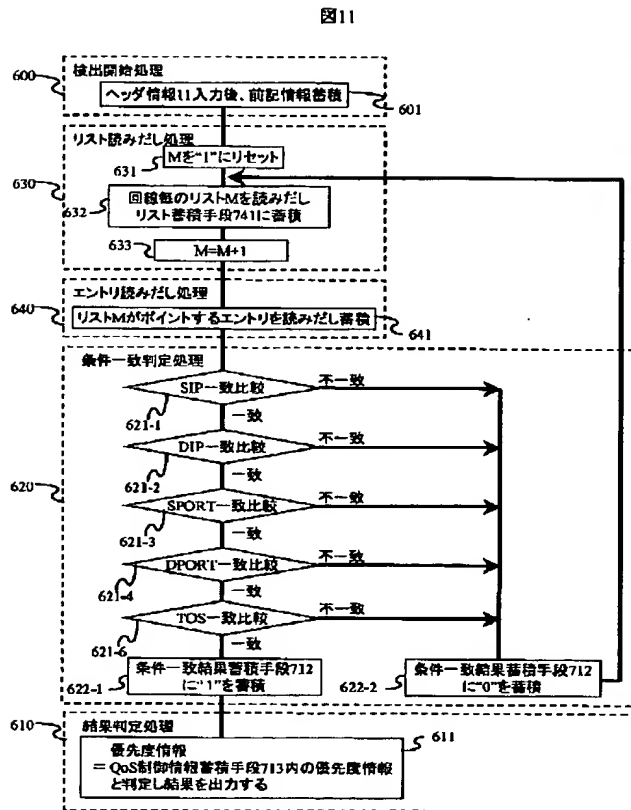 図11
検出開始処理
600
ヘッダ情報11入力後、前記情報蓄積
601
リスト読みだし処理
Mを"1"にリセット
631
630
632
回線毎のリストMを読みだし
リスト蓄積手段741に蓄積
633
M=M+1
エントリ読みだし処理
640
リストMがポイントするエントリを読みだし蓄積
641
条件一致判定処理
SIP一致比較
不一致
621-1
一致
DIP一致比較
不一致
621-2
一致
620
SPORT一致比較
不一致
621-3
一致
DPORT一致比較
不一致
621-4
一致
TOS一致比較
不一致
621-6
一致
条件一致結果蓄積手段712
に"1"を蓄積
622-1
条件一致結果蓄積手段712
に"0"を蓄積
622-2
610
結果判定処理
611
優先度情報
= QoS制御情報蓄積手段713内の優先度情報
と判定し結果を出力する